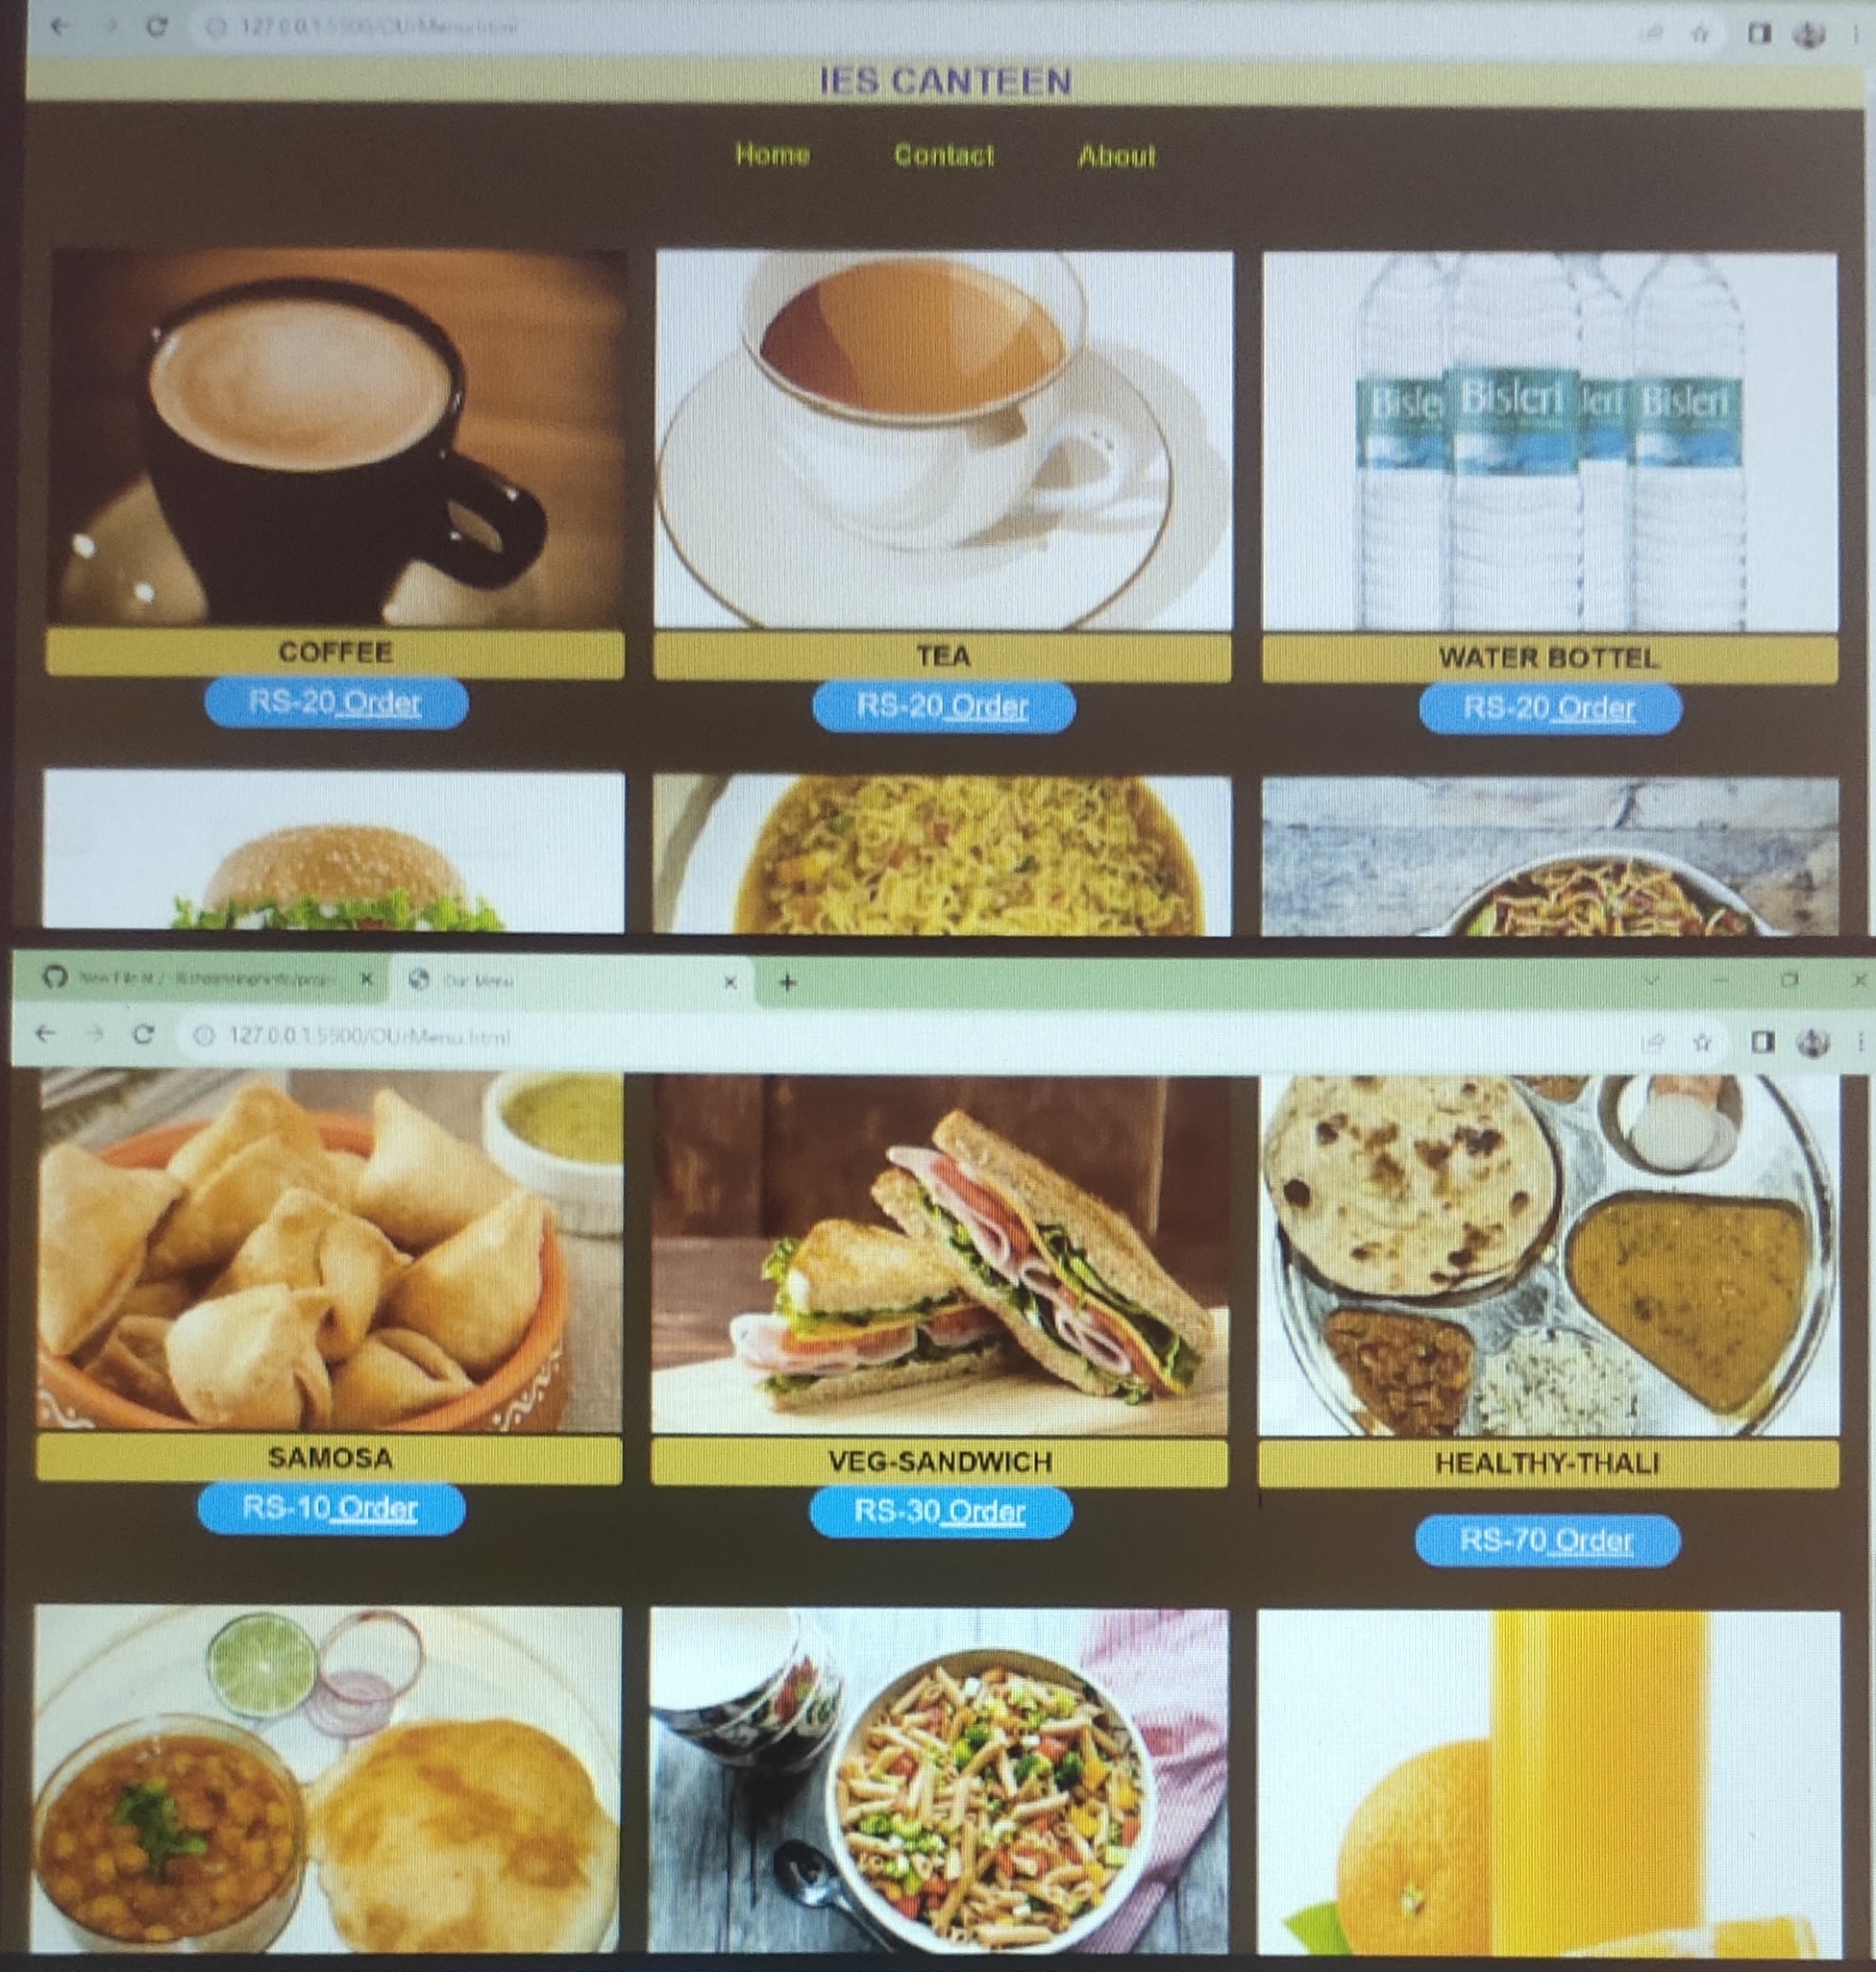 127.0.0.1:5500/OUrMenu.html
IES CANTEEN
Home Contact About
Bisleri Bisleri leri Bisleri
COFFEE TEA WATER BOTTEL
RS-20 Order RS-20 Order RS-20 Order
Our Menu
127.0.0.1:5500/OUrMenu.html
SAMOSA VEG-SANDWICH HEALTHY-THALI
RS-10 Order RS-30 Order RS-70 Order